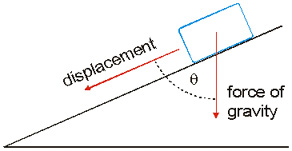 displacement
θ
force of
gravity